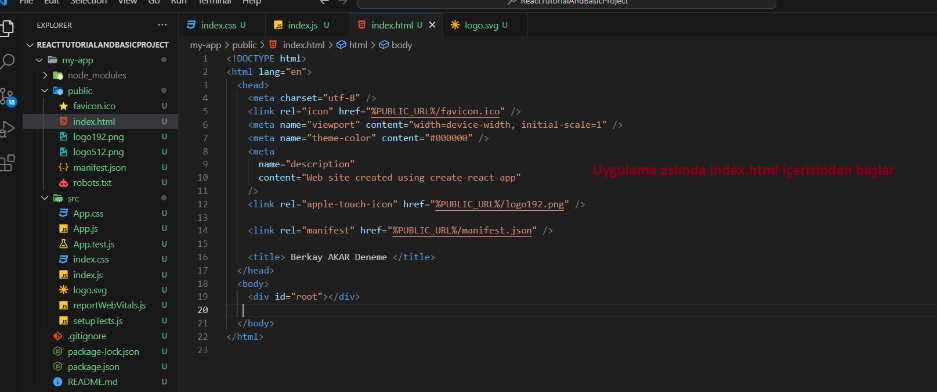 File Edit Selection View Go Run Terminal Help
ReactTutorialAndBasicProject
EXPLORER
REACTTUTORIALANDBASICPROJECT
my-app
node_modules
public
favicon.ico U
index.html U
logo192.png U
logo512.png U
manifest.json U
robots.txt U
src
App.css U
App.js U
App.test.js U
index.css U
index.js U
logo.svg U
reportWebVitals.js U
setupTests.js U
.gitignore U
package-lock.json U
package.json U
README.md U
18
index.css U
index.js U
index.html U
logo.svg U
my-app > public > index.html > html > body
1 <!DOCTYPE html>
2 <html lang="en">
3 <head>
4 <meta charset="utf-8" />
5 <link rel="icon" href="%PUBLIC_URL%/favicon.ico" />
6 <meta name="viewport" content="width=device-width, initial-scale=1" />
7 <meta name="theme-color" content="#000000" />
8 <meta
9 name="description"
10 content="Web site created using create-react-app"
11 />
12 <link rel="apple-touch-icon" href="%PUBLIC_URL%/logo192.png" />
13
14 <link rel="manifest" href="%PUBLIC_URL%/manifest.json" />
15
16 <title> Berkay AKAR Deneme </title>
17 </head>
18 <body>
19 <div id="root"></div>
20
21 </body>
22 </html>
23
Uygulama aslında index.html içerisinden başlar